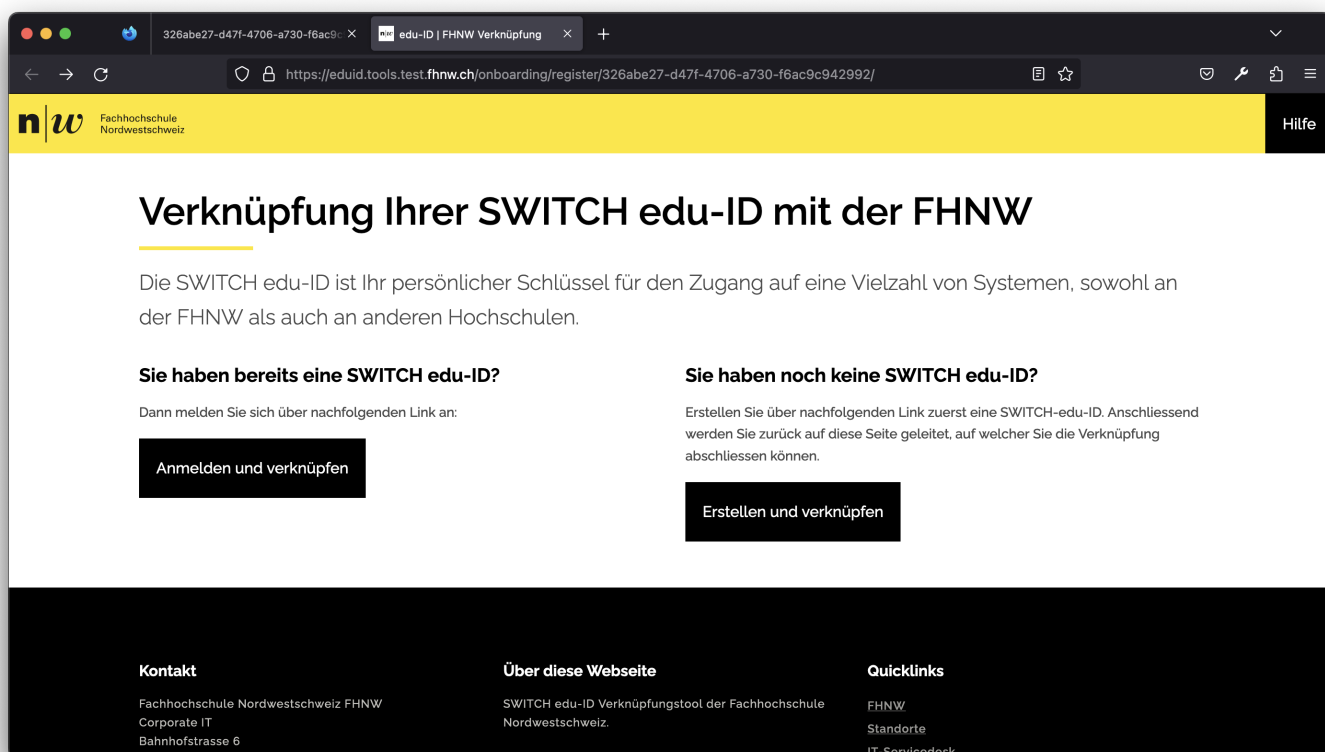 326abe27-d47f-4706-a730-f6ac9c
edu-ID | FHNW Verknüpfung
https://eduid.tools.test.fhnw.ch/onboarding/register/326abe27-d47f-4706-a730-f6ac9c942992/
n|w Fachhochschule
Nordwestschweiz
Hilfe
Verknüpfung Ihrer SWITCH edu-ID mit der FHNW
Die SWITCH edu-ID ist Ihr persönlicher Schlüssel für den Zugang auf eine Vielzahl von Systemen, sowohl an
der FHNW als auch an anderen Hochschulen.
Sie haben bereits eine SWITCH edu-ID?
Dann melden Sie sich über nachfolgenden Link an:
Anmelden und verknüpfen
Sie haben noch keine SWITCH edu-ID?
Erstellen Sie über nachfolgenden Link zuerst eine SWITCH-edu-ID. Anschliessend
werden Sie zurück auf diese Seite geleitet, auf welcher Sie die Verknüpfung
abschliessen können.
Erstellen und verknüpfen
Kontakt
Fachhochschule Nordwestschweiz FHNW
Corporate IT
Bahnhofstrasse 6
Über diese Webseite
SWITCH edu-ID Verknüpfungstool der Fachhochschule
Nordwestschweiz.
Quicklinks
FHNW
Standorte
IT-Servicedesk